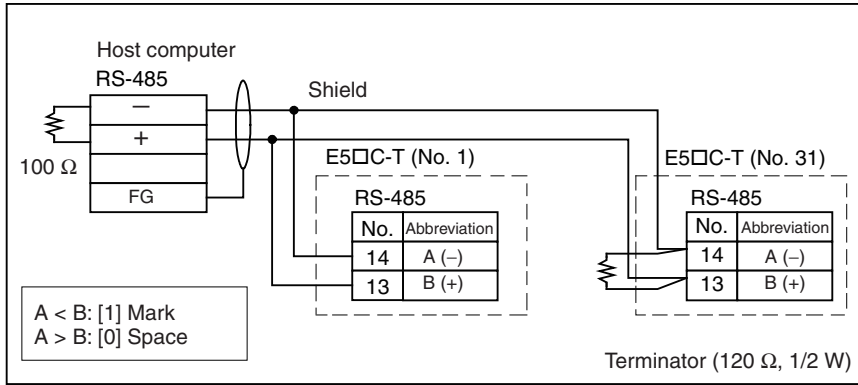 Host computer
RS-485
−
+
100 Ω
FG
Shield
E5□C-T (No. 1)
RS-485
No. Abbreviation
14 A (−)
13 B (+)
E5□C-T (No. 31)
RS-485
No. Abbreviation
14 A (−)
13 B (+)
A < B: [1] Mark
A > B: [0] Space
Terminator (120 Ω, 1/2 W)